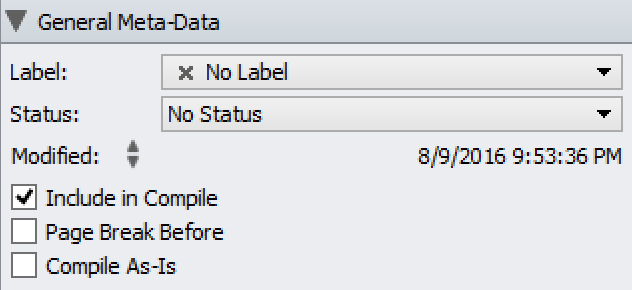 General Meta-Data
Label: No Label
Status: No Status
Modified: 8/9/2016 9:53:36 PM
Include in Compile
Page Break Before
Compile As-Is